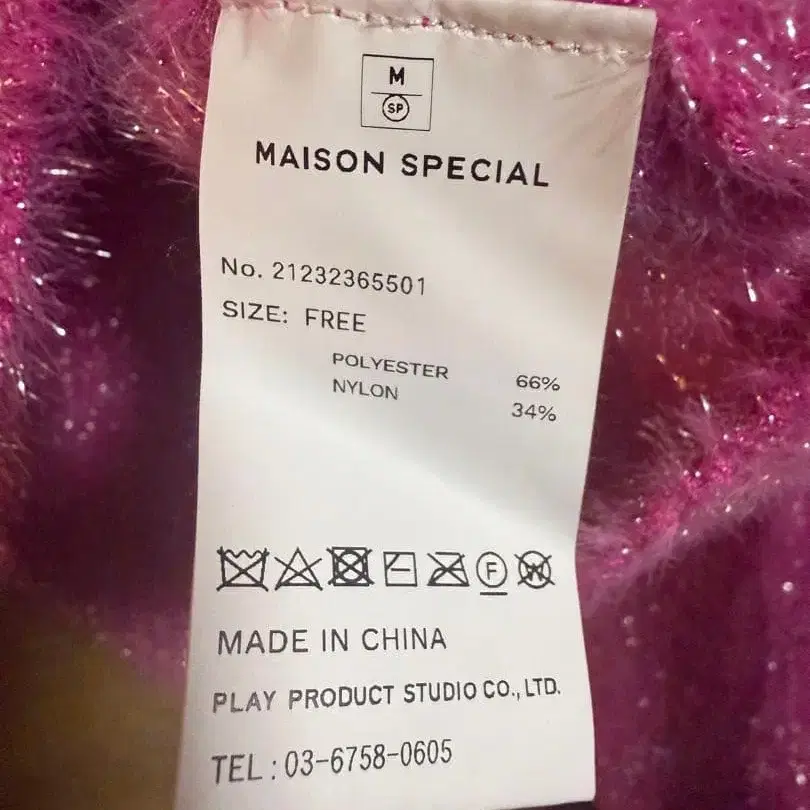 M
SP
MAISON SPECIAL
No. 21232365501
SIZE: FREE
POLYESTER 66%
NYLON 34%
F W
MADE IN CHINA
PLAY PRODUCT STUDIO CO., LTD.
TEL : 03-6758-0605